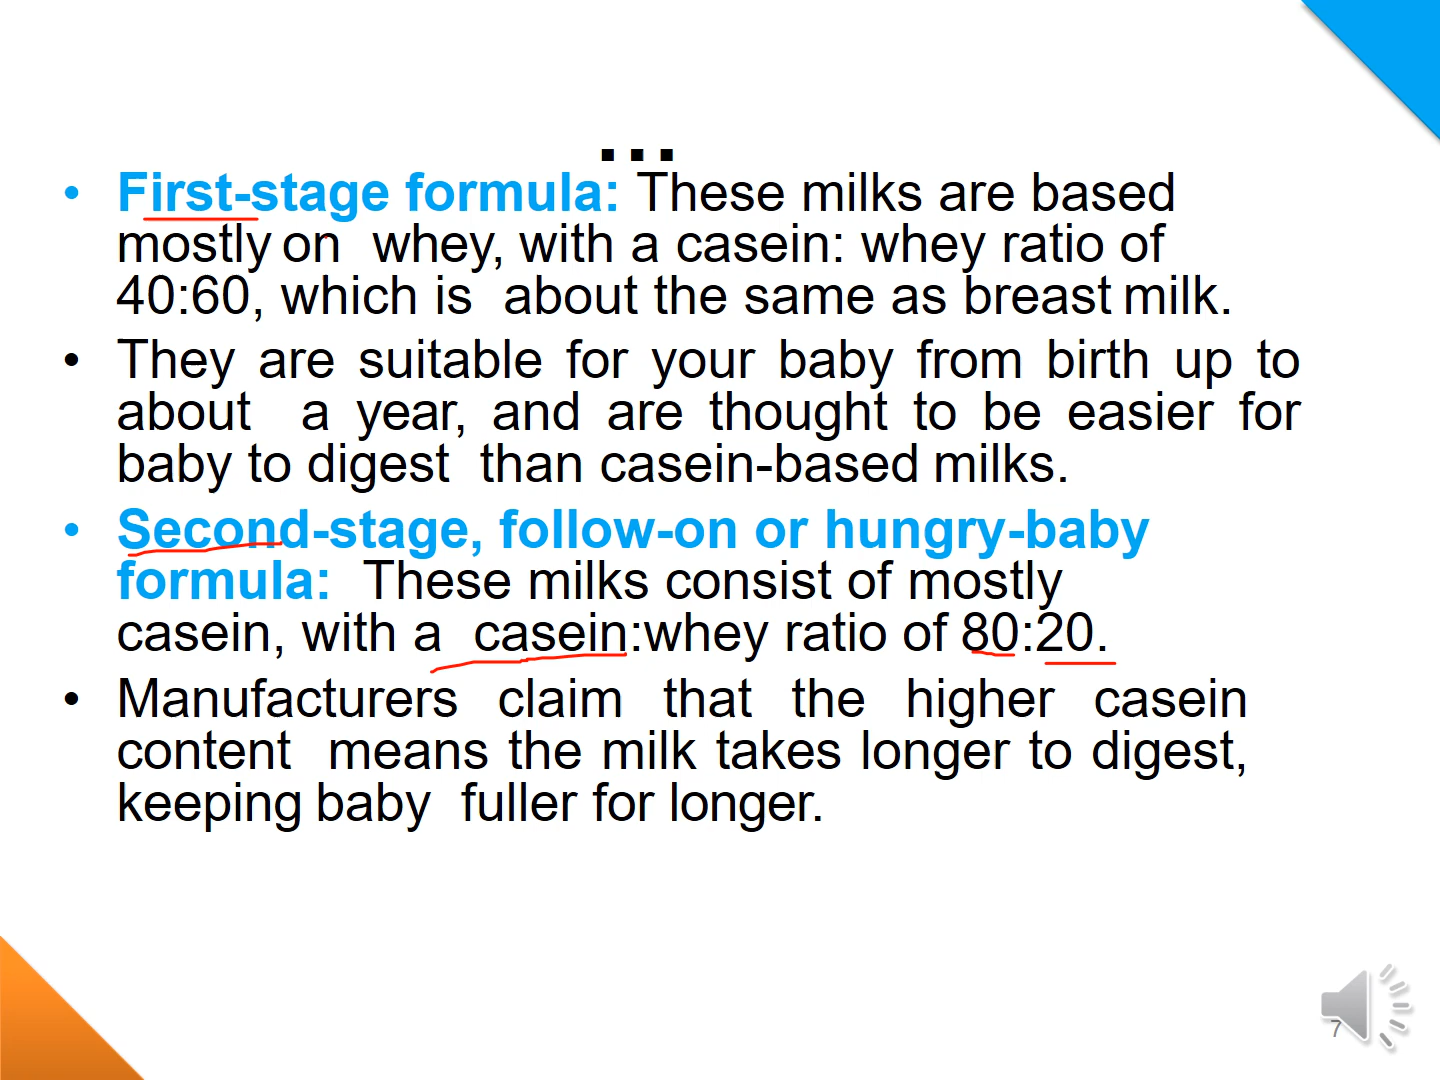 ...
• First-stage formula: These milks are based
mostly on whey, with a casein: whey ratio of
40:60, which is about the same as breast milk.
• They are suitable for your baby from birth up to
about a year, and are thought to be easier for
baby to digest than casein-based milks.
• Second-stage, follow-on or hungry-baby
formula: These milks consist of mostly
casein, with a casein:whey ratio of 80:20.
• Manufacturers claim that the higher casein
content means the milk takes longer to digest,
keeping baby fuller for longer.
7